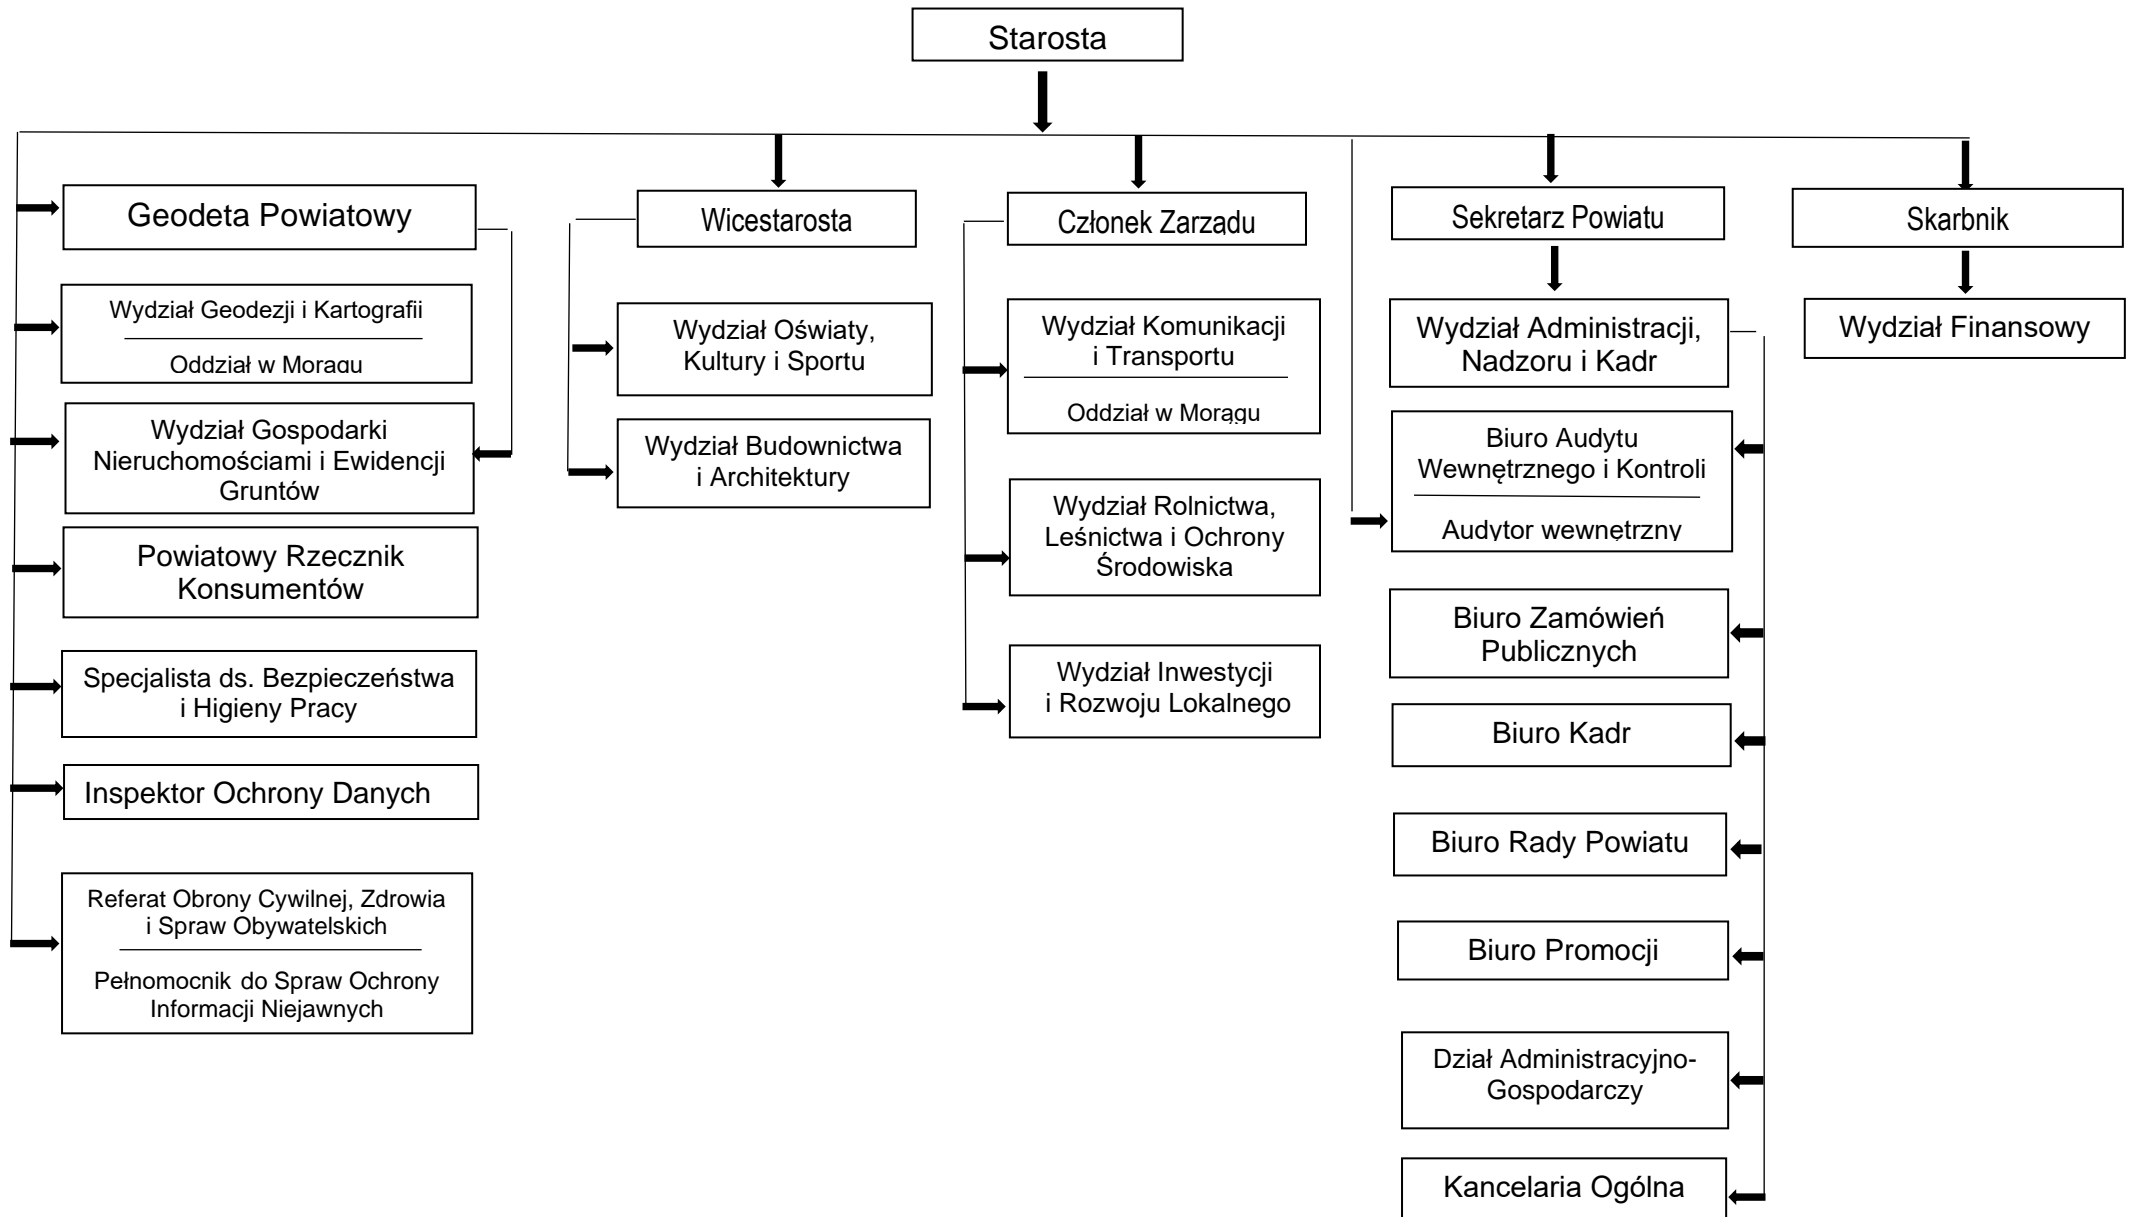 Starosta
Geodeta Powiatowy
Wydział Geodezji i Kartografii
Oddział w Morągu
Wydział Gospodarki
Nieruchomościami i Ewidencji
Gruntów
Powiatowy Rzecznik
Konsumentów
Specjalista ds. Bezpieczeństwa
i Higieny Pracy
Inspektor Ochrony Danych
Referat Obrony Cywilnej, Zdrowia
i Spraw Obywatelskich
Pełnomocnik do Spraw Ochrony
Informacji Niejawnych
Wicestarosta
Wydział Oświaty,
Kultury i Sportu
Wydział Budownictwa
i Architektury
Członek Zarządu
Wydział Komunikacji
i Transportu
Oddział w Morągu
Wydział Rolnictwa,
Leśnictwa i Ochrony
Środowiska
Wydział Inwestycji
i Rozwoju Lokalnego
Sekretarz Powiatu
Wydział Administracji,
Nadzoru i Kadr
Biuro Audytu
Wewnętrznego i Kontroli
Audytor wewnętrzny
Biuro Zamówień
Publicznych
Biuro Kadr
Biuro Rady Powiatu
Biuro Promocji
Dział Administracyjno-
Gospodarczy
Kancelaria Ogólna
Skarbnik
Wydział Finansowy